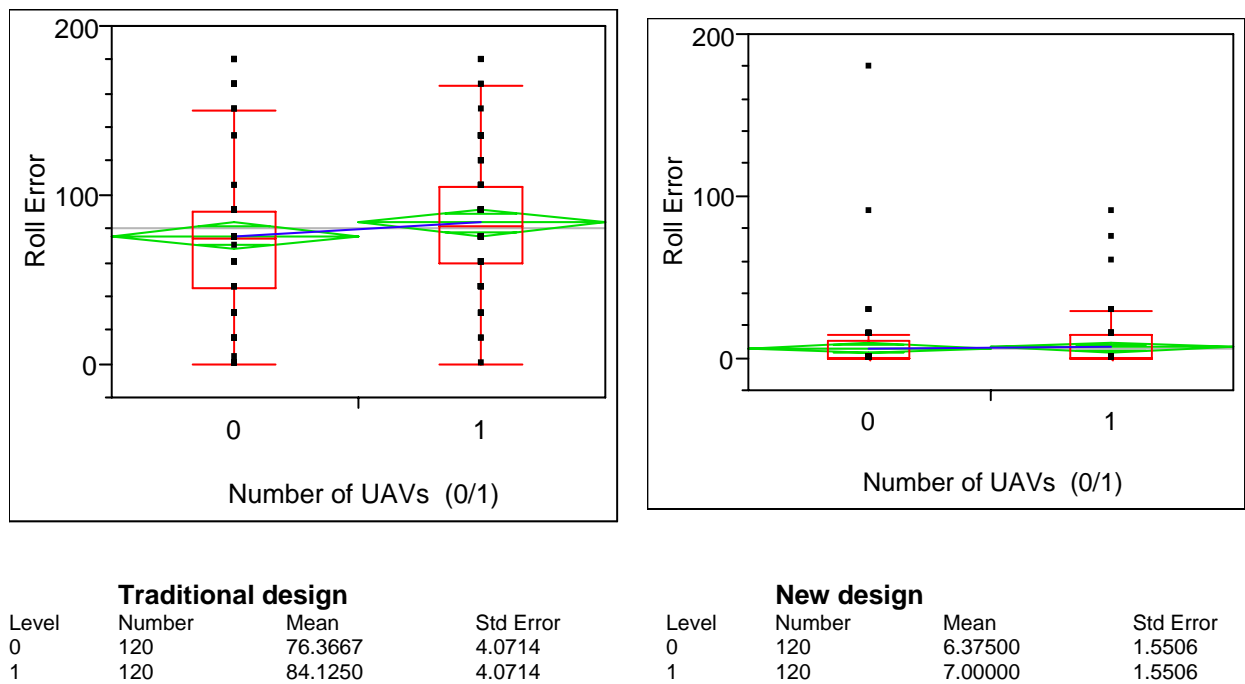 200
100
0
Roll Error
0 1
Number of UAVs (0/1)
200
100
0
Roll Error
0 1
Number of UAVs (0/1)
Traditional design
Level Number Mean Std Error
0 120 76.3667 4.0714
1 120 84.1250 4.0714
New design
Level Number Mean Std Error
0 120 6.37500 1.5506
1 120 7.00000 1.5506